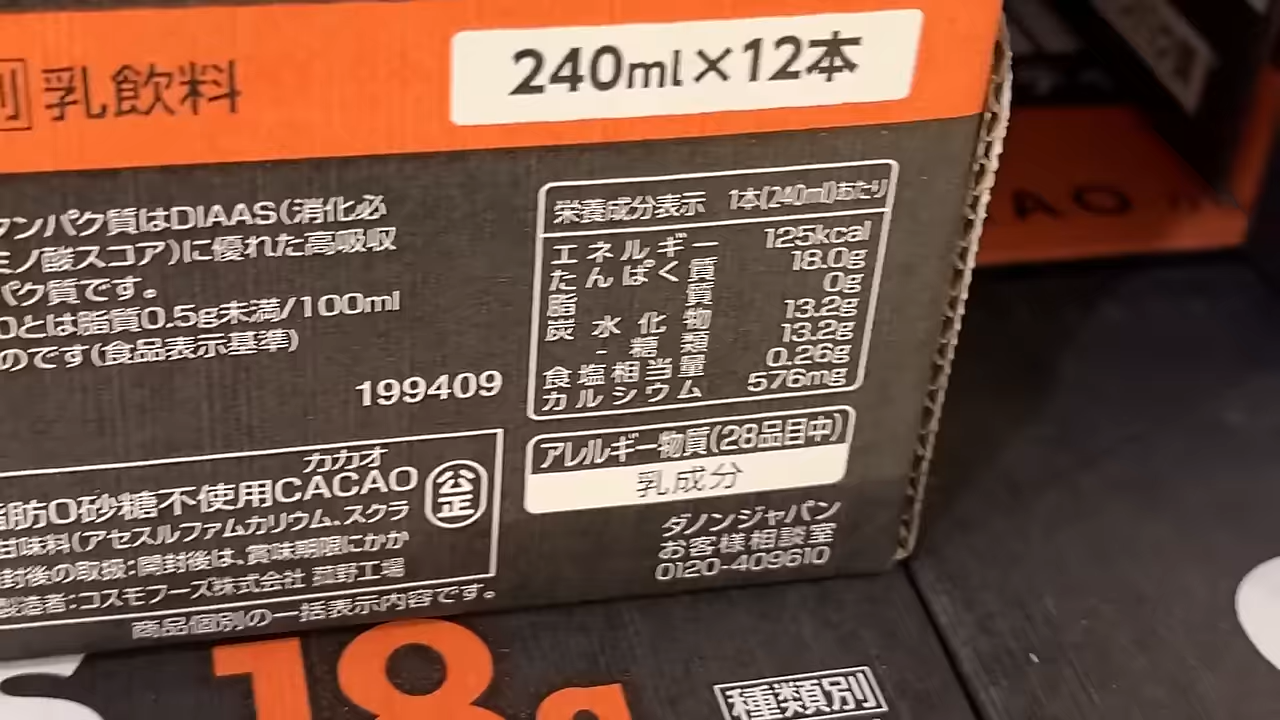 乳飲料
240ml×12本
ンパク質はDIAAS(消化必
ミノ酸スコア)に優れた高吸収
パク質です。
0とは脂質0.5g未満/100ml
のです(食品表示基準)
199409
栄養成分表示 1本(240ml)あたり
エネルギー 125kcal
たんぱく質 18.0g
脂質 0g
炭水化物 13.2g
-糖類 13.2g
食塩相当量 0.26g
カルシウム 576mg
アレルギー物質(28品目中)
乳成分
カカオ
脂肪0砂糖不使用CACAO
公正
甘味料(アセスルファムカリウム、スクラ
封後の取扱:開封後は、賞味期限にかか
製造者:コスモフーズ株式会社 菰野工場
商品個別の一括表示内容です。
ダノンジャパン
お客様相談室
0120-409610
18g
種類別